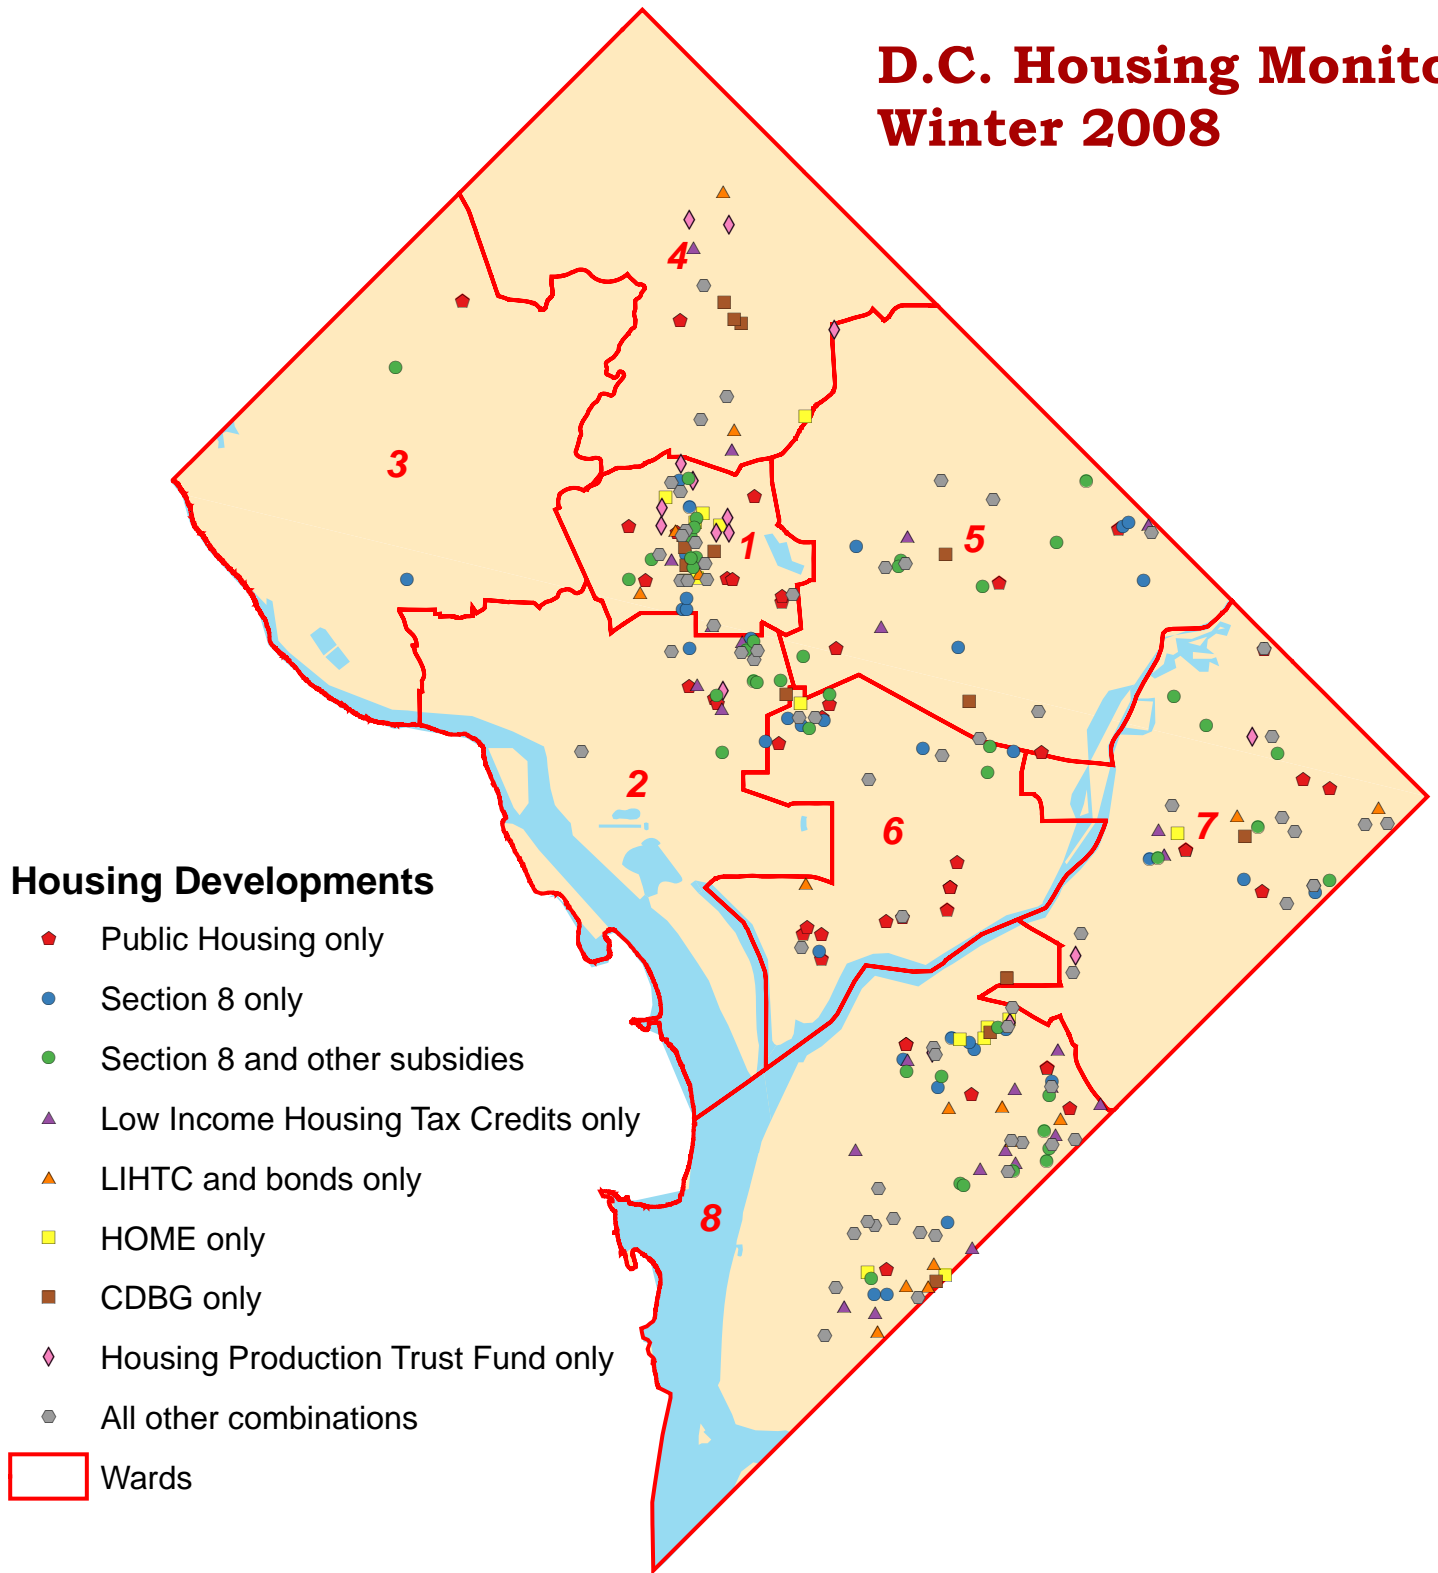 D.C. Housing Monito
Winter 2008
4
3
1
5
2
6
7
8
Housing Developments
Public Housing only
Section 8 only
Section 8 and other subsidies
Low Income Housing Tax Credits only
LIHTC and bonds only
HOME only
CDBG only
Housing Production Trust Fund only
All other combinations
Wards